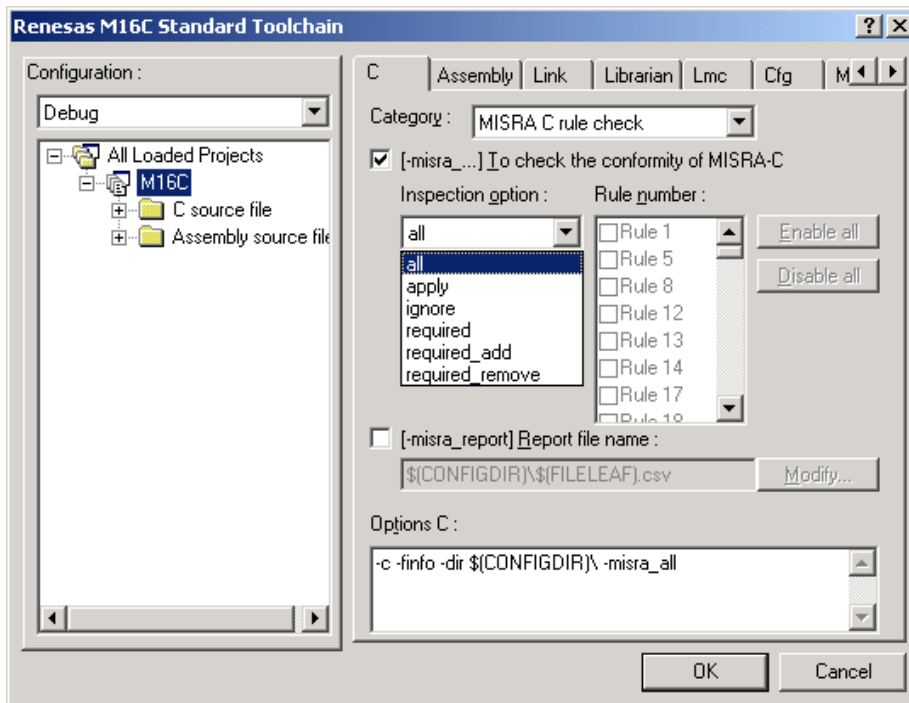 Renesas M16C Standard Toolchain
Configuration :
Debug
All Loaded Projects
M16C
C source file
Assembly source file
C
Assembly
Link
Librarian
Lmc
Cfg
M
Category :
MISRA C rule check
[-misra_...] To check the conformity of MISRA-C
Inspection option :
all
all
apply
ignore
required
required_add
required_remove
Rule number :
Rule 1
Rule 5
Rule 8
Rule 12
Rule 13
Rule 14
Rule 17
Rule 18
Enable all
Disable all
[-misra_report] Report file name :
$(CONFIGDIR)\$(FILELEAF).csv
Modify...
Options C :
-c -finfo -dir $(CONFIGDIR)\ -misra_all
OK
Cancel